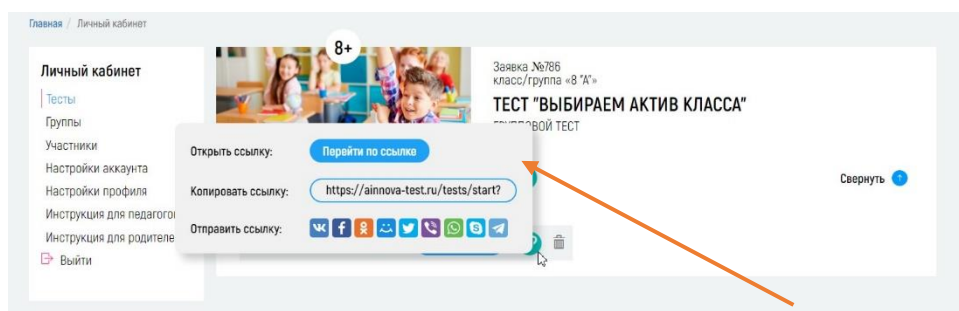 Главная / Личный кабинет
Личный кабинет
Тесты
Группы
Участники
Настройки аккаунта
Настройки профиля
Инструкция для
Инструкция для
Выйти
8+
Заявка №786
класс/группа «8 "А"»
ТЕСТ "ВЫБИРАЕМ АКТИВ КЛАССА"
ТЕСТ
Свернуть
Открыть ссылку:
Перейти по ссылке
Копировать ссылку:
https://ainnova-test.ru/tests/start?
Отправить ссылку: